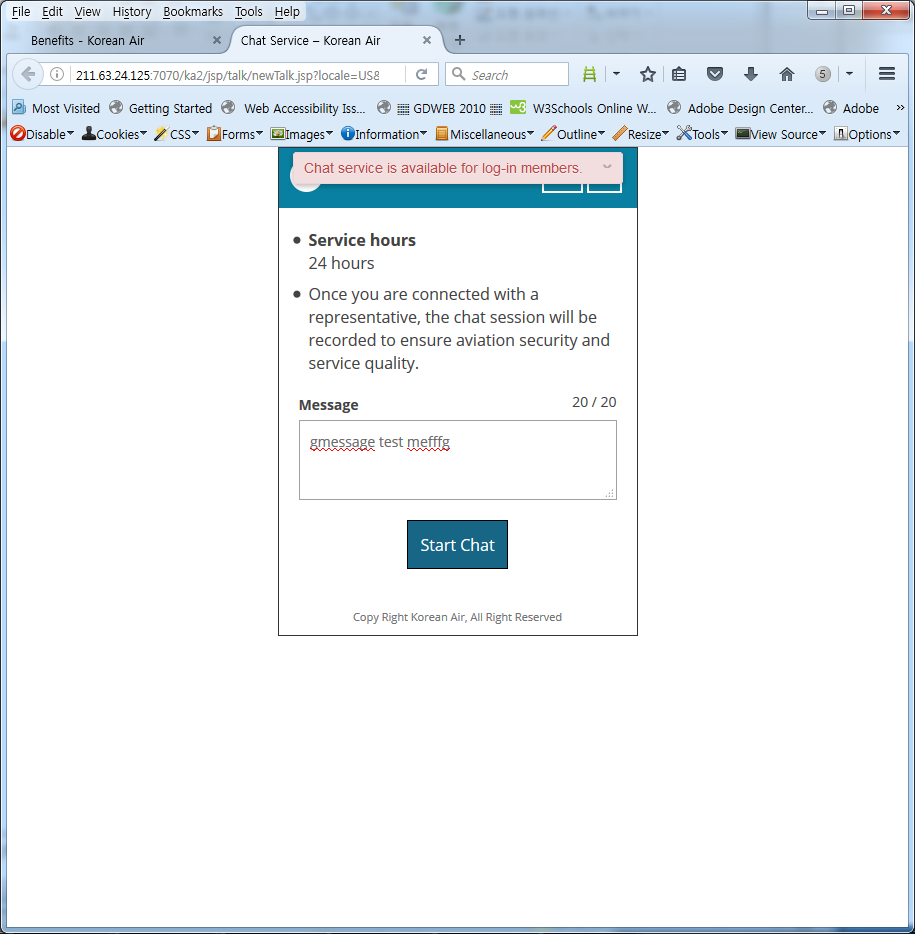 File Edit View History Bookmarks Tools Help
Benefits - Korean Air
Chat Service – Korean Air
211.63.24.125:7070/ka2/jsp/talk/newTalk.jsp?locale=US&
Search
5
Most Visited Getting Started Web Accessibility Iss... GDWEB 2010 W3Schools Online W... Adobe Design Center... Adobe
Disable Cookies CSS Forms Images Information Miscellaneous Outline Resize Tools View Source Options
Chat service is available for log-in members.
Service hours
24 hours
Once you are connected with a
representative, the chat session will be
recorded to ensure aviation security and
service quality.
Message 20 / 20
gmessage test mefffg
Start Chat
Copy Right Korean Air, All Right Reserved